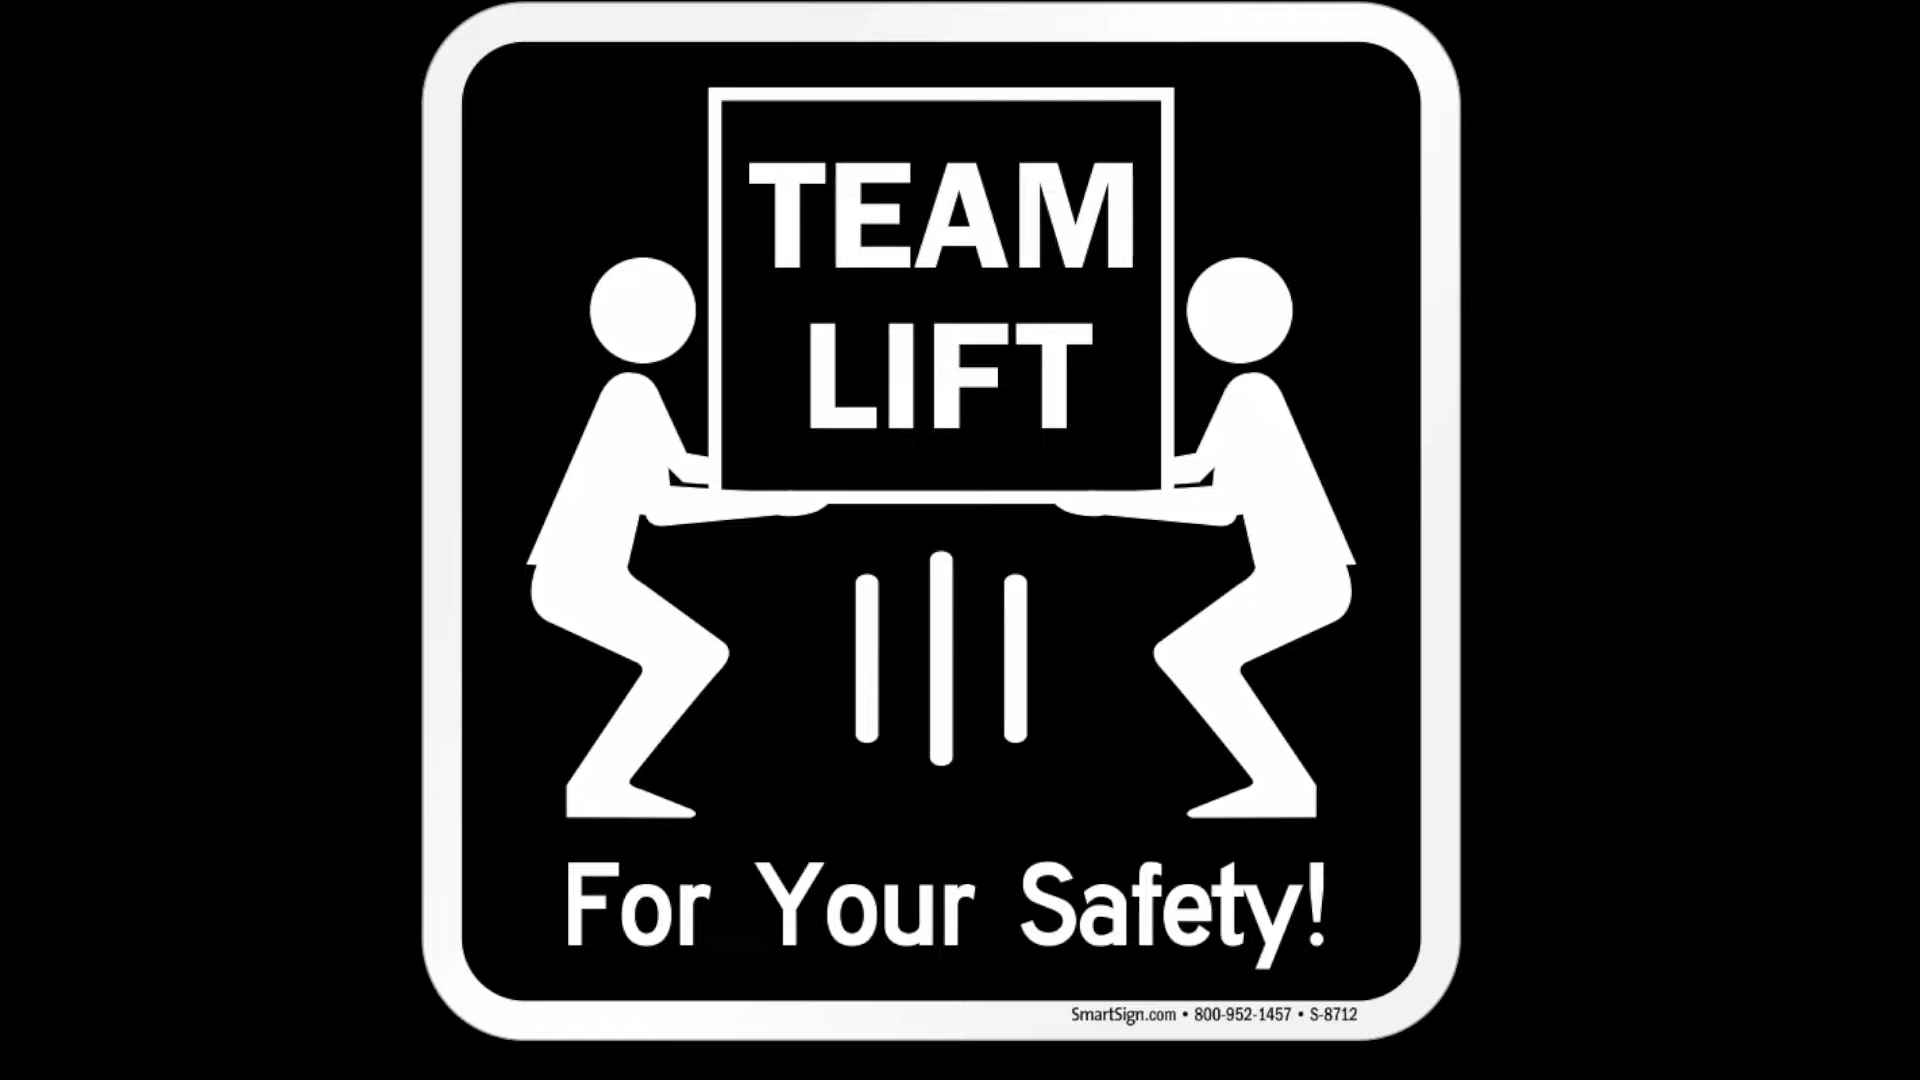 TEAM
LIFT
For Your Safety!
SmartSign.com • 800-952-1457 • S-8712